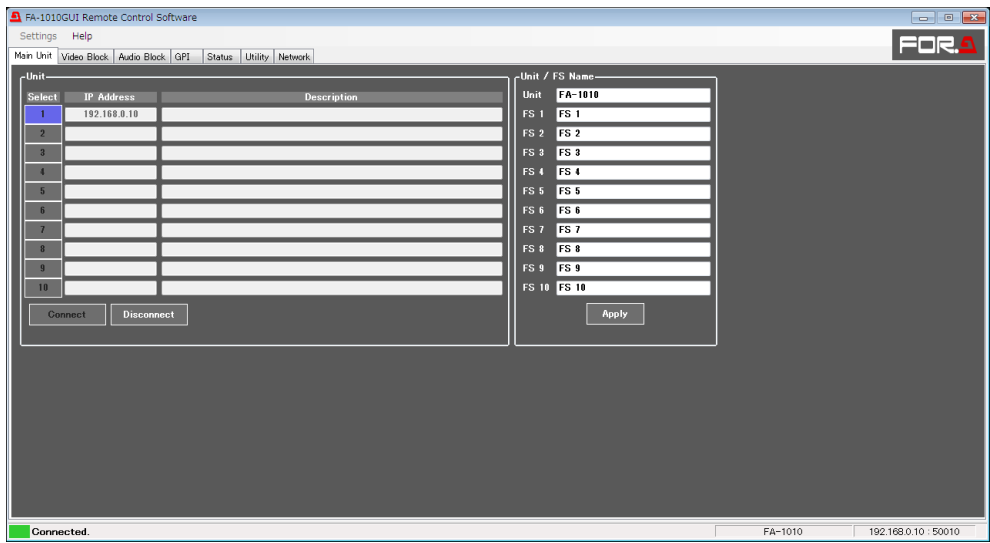 FA-1010GUI Remote Control Software
Settings Help
FOR.A
Main Unit Video Block Audio Block GPI Status Utility Network
Unit
Select IP Address Description
1 192.168.0.10
2
3
4
5
6
7
8
9
10
Connect Disconnect
Unit / FS Name
Unit FA-1010
FS 1 FS 1
FS 2 FS 2
FS 3 FS 3
FS 4 FS 4
FS 5 FS 5
FS 6 FS 6
FS 7 FS 7
FS 8 FS 8
FS 9 FS 9
FS 10 FS 10
Apply
Connected. FA-1010 192.168.0.10 : 50010